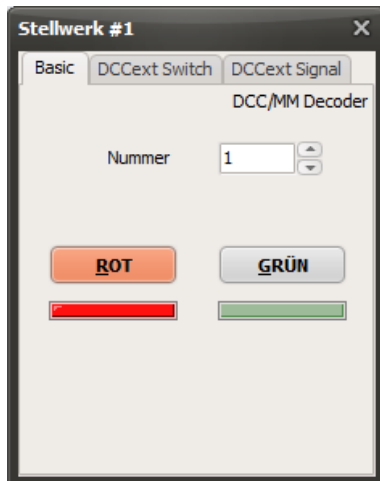 Stellwerk #1
Basic DCCext Switch DCCext Signal
DCC/MM Decoder
Nummer 1
ROT GRÜN